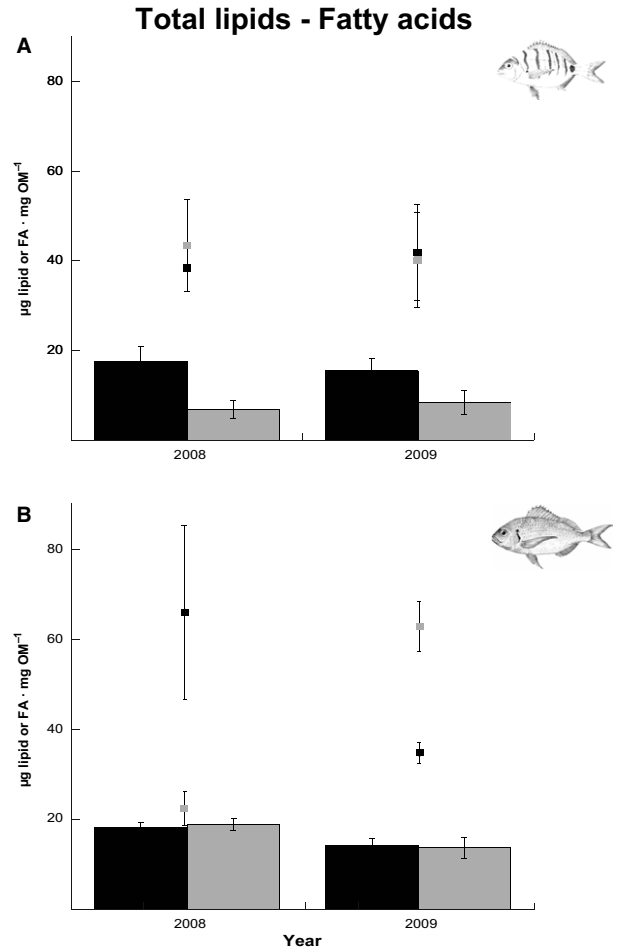 Total lipids - Fatty acids
A
80
60
40
20
µg lipid or FA · mg OM⁻¹
2008 2009
B
80
60
40
20
µg lipid or FA · mg OM⁻¹
2008 2009
Year